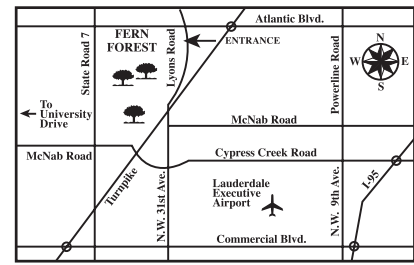 Atlantic Blvd.
FERN
FOREST
ENTRANCE
State Road 7
Lyons Road
Powerline Road
N
W E
S
To
University
Drive
McNab Road
McNab Road
Cypress Creek Road
Turnpike
N.W. 31st Ave.
Lauderdale
Executive
Airport
N.W. 9th Ave.
I-95
Commercial Blvd.